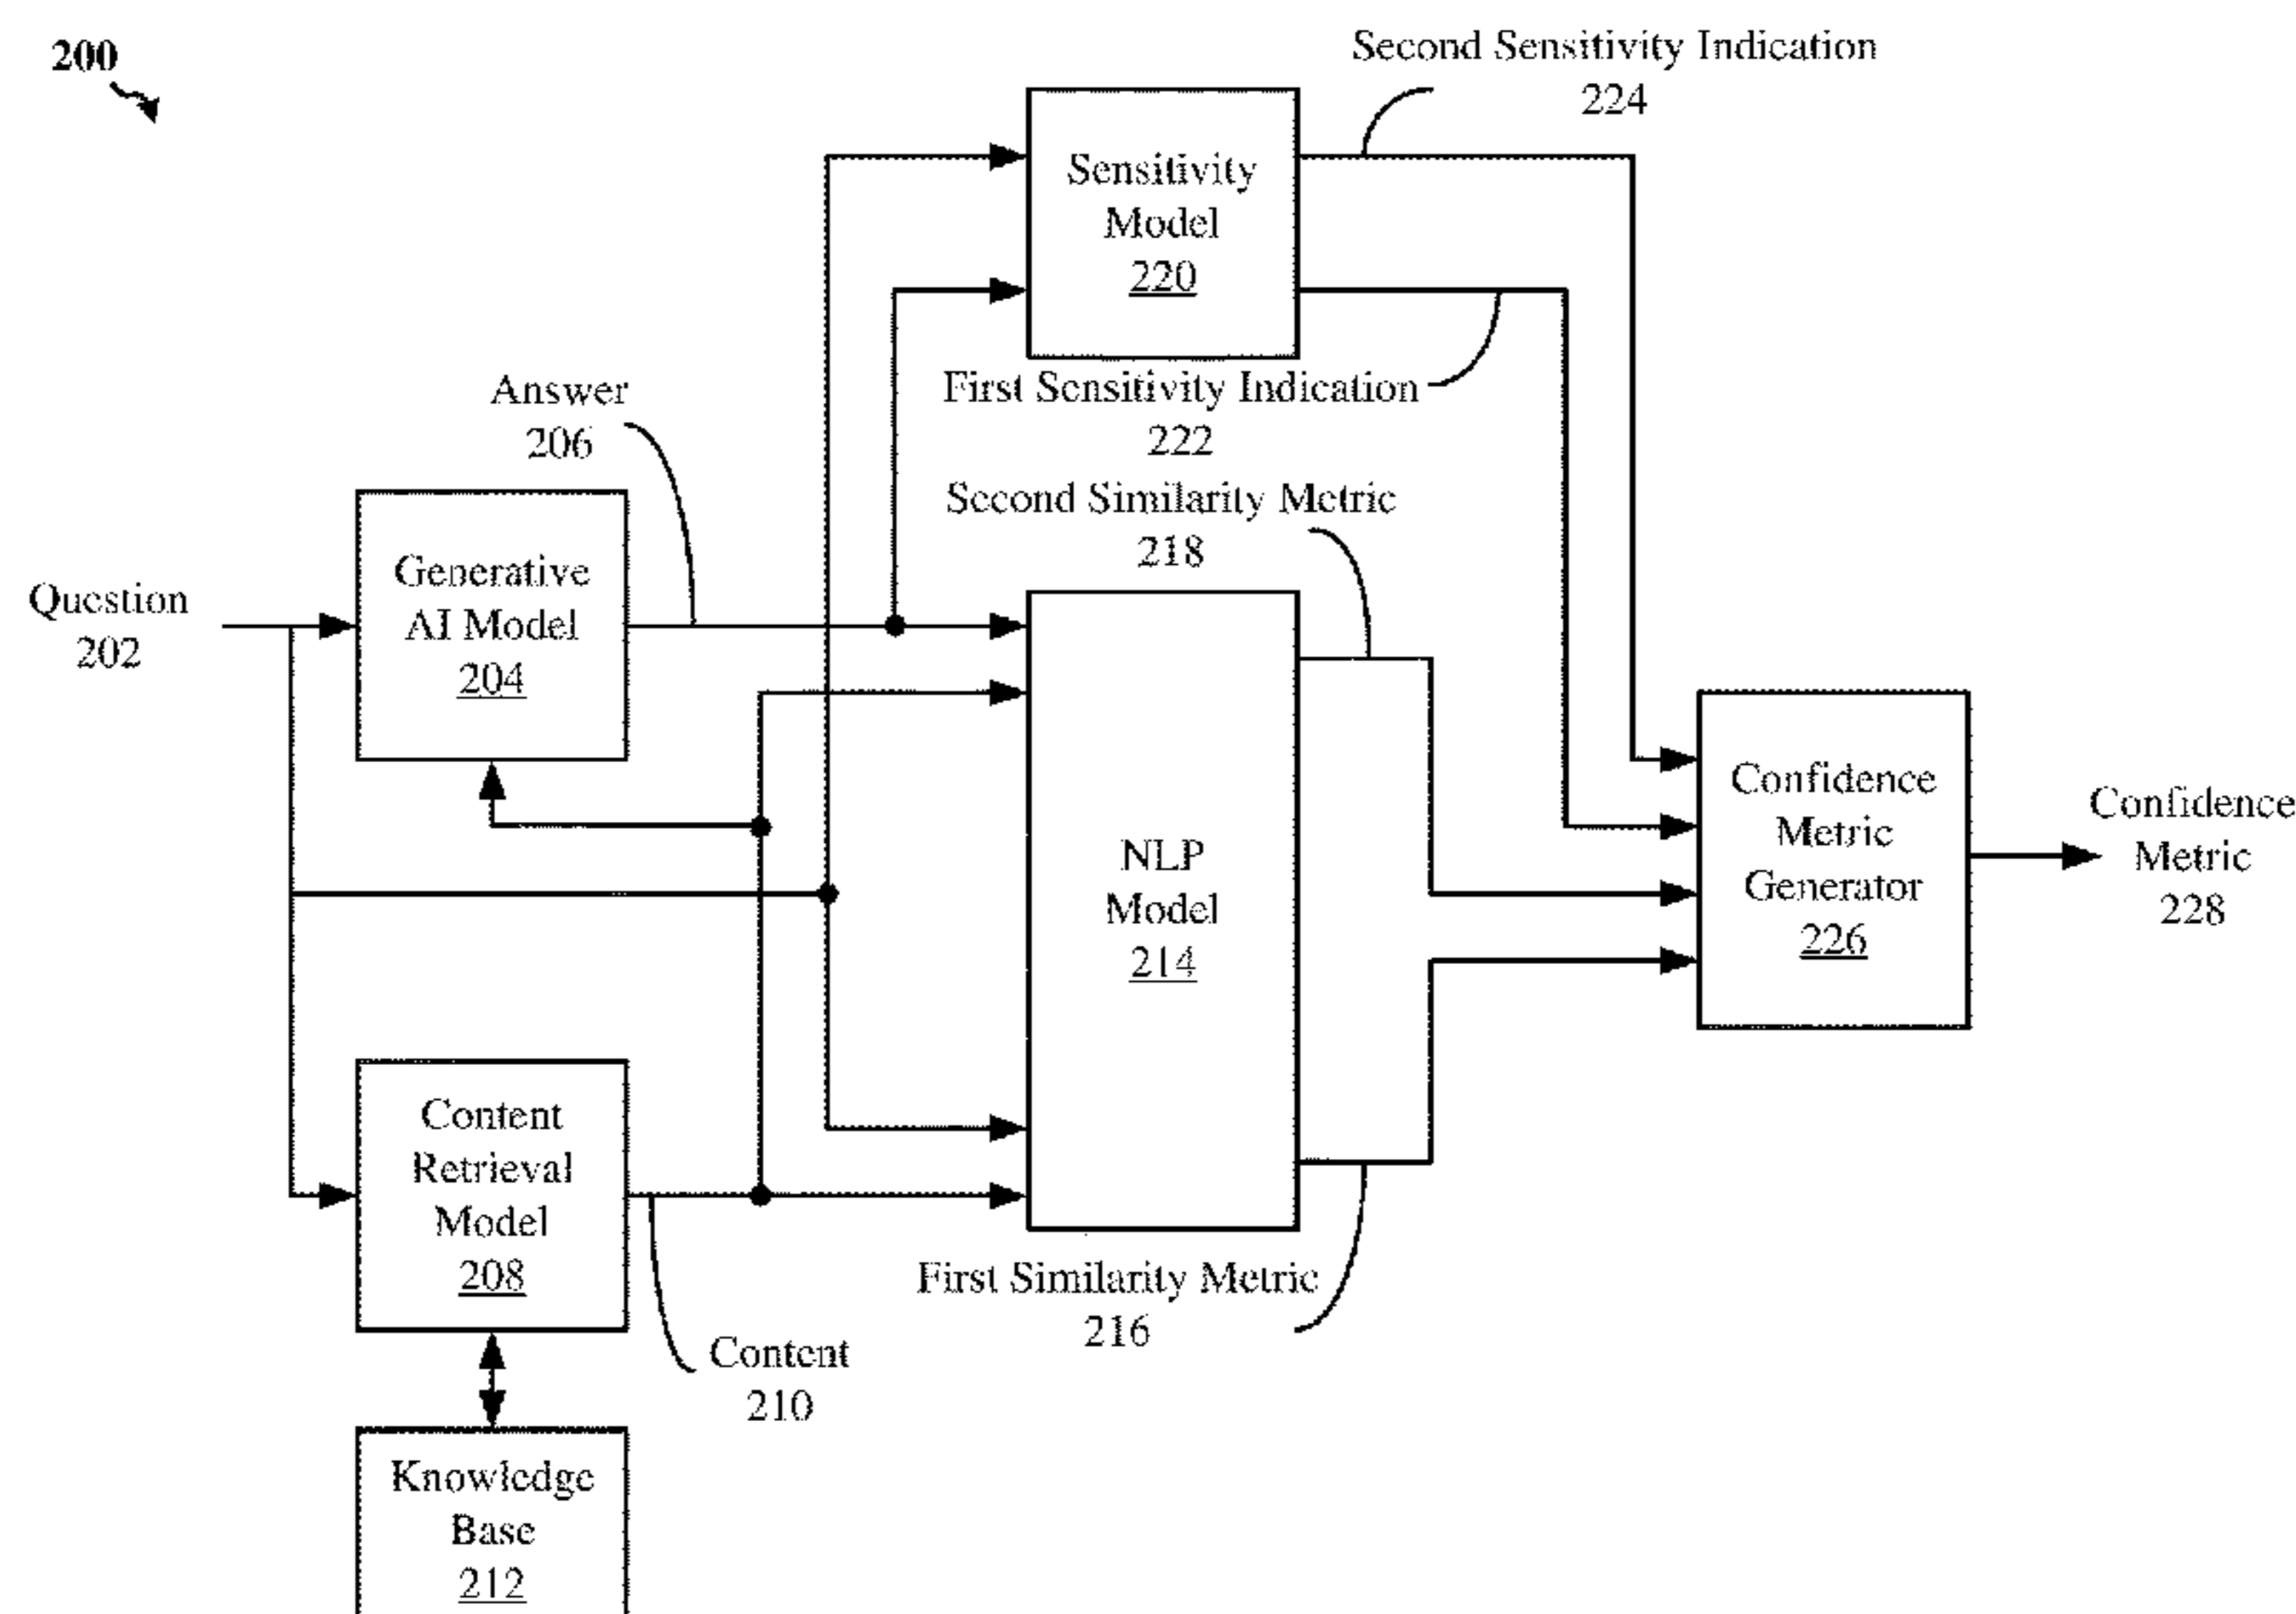 200
Second Sensitivity Indication
224
Sensitivity
Model
220
First Sensitivity Indication
222
Answer
206
Second Similarity Metric
218
Question
202
Generative
AI Model
204
NLP
Model
214
Confidence
Metric
Generator
226
Confidence
Metric
228
Content
Retrieval
Model
208
First Similarity Metric
216
Content
210
Knowledge
Base
212